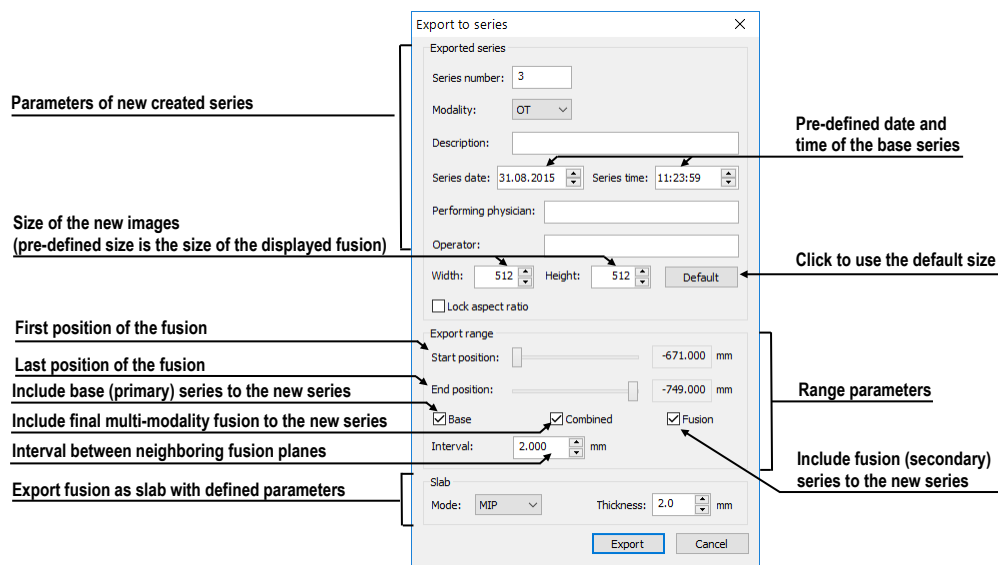 Export to series
Exported series
Series number: 3
Parameters of new created series
Modality: OT
Pre-defined date and
time of the base series
Description:
Series date: 31.08.2015 Series time: 11:23:59
Performing physician:
Size of the new images
(pre-defined size is the size of the displayed fusion)
Operator:
Click to use the default size
Width: 512 Height: 512 Default
Lock aspect ratio
First position of the fusion
Export range
Start position: -671.000 mm
Last position of the fusion
End position: -749.000 mm
Range parameters
Include base (primary) series to the new series
Base Combined Fusion
Include final multi-modality fusion to the new series
Interval between neighboring fusion planes
Interval: 2.000 mm
Include fusion (secondary)
series to the new series
Export fusion as slab with defined parameters
Slab
Mode: MIP Thickness: 2.0 mm
Export Cancel